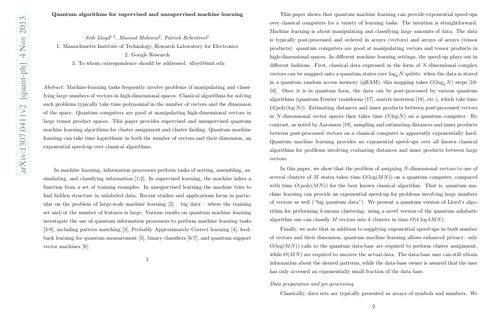 Quantum algorithms for supervised and unsupervised machine learning
Seth Lloyd1,3, Masoud Mohseni2, Patrick Rebentrost1
1. Massachusetts Institute of Technology, Research Laboratory for Electronics
2. Google Research
3. To whom correspondence should be addressed: slloyd@mit.edu
Abstract: Machine-learning tasks frequently involve problems of manipulating and classi-
fying large numbers of vectors in high-dimensional spaces. Classical algorithms for solving
such problems typically take time polynomial in the number of vectors and the dimension
of the space. Quantum computers are good at manipulating high-dimensional vectors in
large tensor product spaces. This paper provides supervised and unsupervised quantum
machine learning algorithms for cluster assignment and cluster finding. Quantum machine
learning can take time logarithmic in both the number of vectors and their dimension, an
exponential speed-up over classical algorithms.
In machine learning, information processors perform tasks of sorting, assembling, as-
similating, and classifying information [1-2]. In supervised learning, the machine infers a
function from a set of training examples. In unsupervised learning the machine tries to
find hidden structure in unlabeled data. Recent studies and applications focus in partic-
ular on the problem of large-scale machine learning [2] – big data – where the training
set and/or the number of features is large. Various results on quantum machine learning
investigate the use of quantum information processors to perform machine learning tasks
[3-9], including pattern matching [3], Probably Approximately Correct learning [4], feed-
back learning for quantum measurement [5], binary classifiers [6-7], and quantum support
vector machines [8].
1
arXiv:1307.0411v2 [quant-ph] 4 Nov 2013
This paper shows that quantum machine learning can provide exponential speed-ups
over classical computers for a variety of learning tasks. The intuition is straightforward.
Machine learning is about manipulating and classifying large amounts of data. The data
is typically post-processed and ordered in arrays (vectors) and array of arrays (tensor
products): quantum computers are good at manipulating vectors and tensor products in
high-dimensional spaces. In different machine learning settings, the speed-up plays out in
different fashions. First, classical data expressed in the form of N-dimensional complex
vectors can be mapped onto quantum states over log2 N qubits: when the data is stored
in a quantum random access memory (qRAM), this mapping takes O(log2 N) steps [10-
16]. Once it is in quantum form, the data can be post-processed by various quantum
algorithms (quantum Fourier transforms [17], matrix inversion [18], etc.), which take time
O(poly(log N)). Estimating distances and inner products between post-processed vectors
in N-dimensional vector spaces then takes time O(log N) on a quantum computer. By
contrast, as noted by Aaronson [19], sampling and estimating distances and inner products
between post-processed vectors on a classical computer is apparently exponentially hard.
Quantum machine learning provides an exponential speed-ups over all known classical
algorithms for problems involving evaluating distances and inner products between large
vectors.
In this paper, we show that the problem of assigning N-dimensional vectors to one of
several clusters of M states takes time O(log(MN)) on a quantum computer, compared
with time O(poly(MN)) for the best known classical algorithm. That is, quantum ma-
chine learning can provide an exponential speed-up for problems involving large numbers
of vectors as well ("big quantum data"). We present a quantum version of Lloyd's algo-
rithm for performing k-means clustering: using a novel version of the quantum adiabatic
algorithm one can classify M vectors into k clusters in time O(k log kMN).
Finally, we note that in addition to supplying exponential speed-ups in both number
of vectors and their dimension, quantum machine learning allows enhanced privacy: only
O(log(MN)) calls to the quantum data-base are required to perform cluster assignment,
while O(MN) are required to uncover the actual data. The data-base user can still obtain
information about the desired patterns, while the data-base owner is assured that the user
has only accessed an exponentially small fraction of the data base.
Data preparation and pre-processing
Classically, data sets are typically presented as arrays of symbols and numbers. We
2